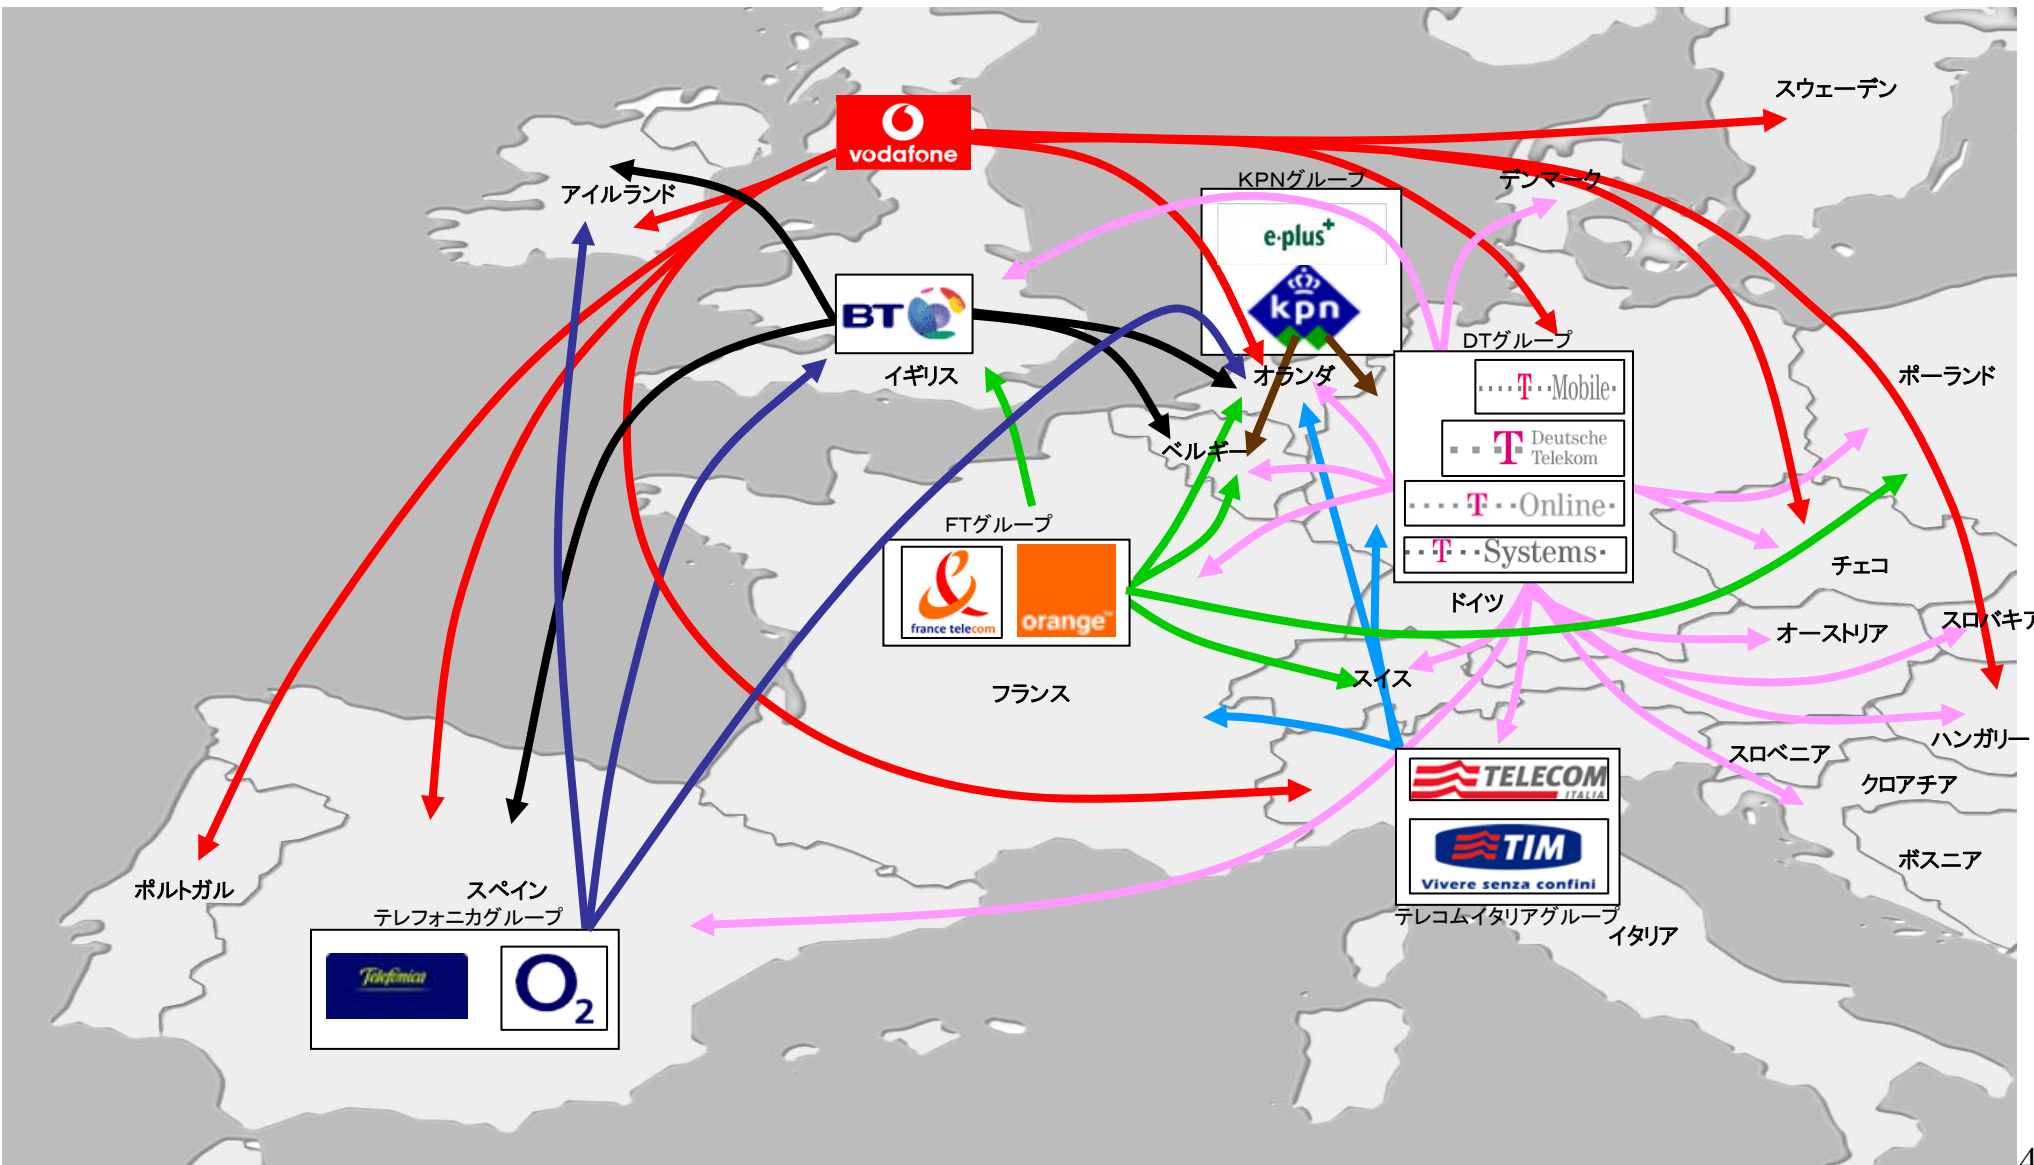 スウェーデン
vodafone
デンマーク
KPNグループ
アイルランド
e·plus+
kpn
BT
DTグループ
イギリス
オランダ
ポーランド
····T··Mobile·
ベルギー
··T Deutsche
Telekom
····T··Online·
FTグループ
··T···Systems·
チェコ
france telecom
orange™
ドイツ
スロバキア
オーストリア
スイス
フランス
ハンガリー
スロベニア
TELECOM
ITALIA
クロアチア
TIM
Vivere senza confini
ボスニア
ポルトガル
スペイン
テレフォニカグループ
テレコムイタリアグループ
イタリア
Telefónica
O2
4